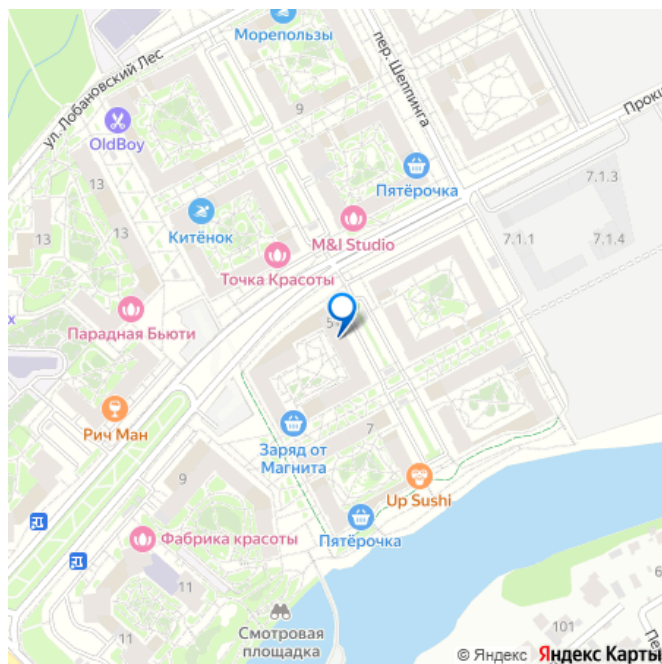 Морепользы
ул. Лобановский Лес
пер. Шеппинга
9
OldBoy
Пятёрочка
7.1.3
13
Китёнок
M&I Studio
7.1.1
7.1.4
13
Точка Красоты
Парадная Бьюти
5
Рич Ман
Заряд от
Магнита
7
9
Up Sushi
Пятёрочка
Фабрика красоты
11
11
Смотровая
площадка
101
© Яндекс Яндекс Карты